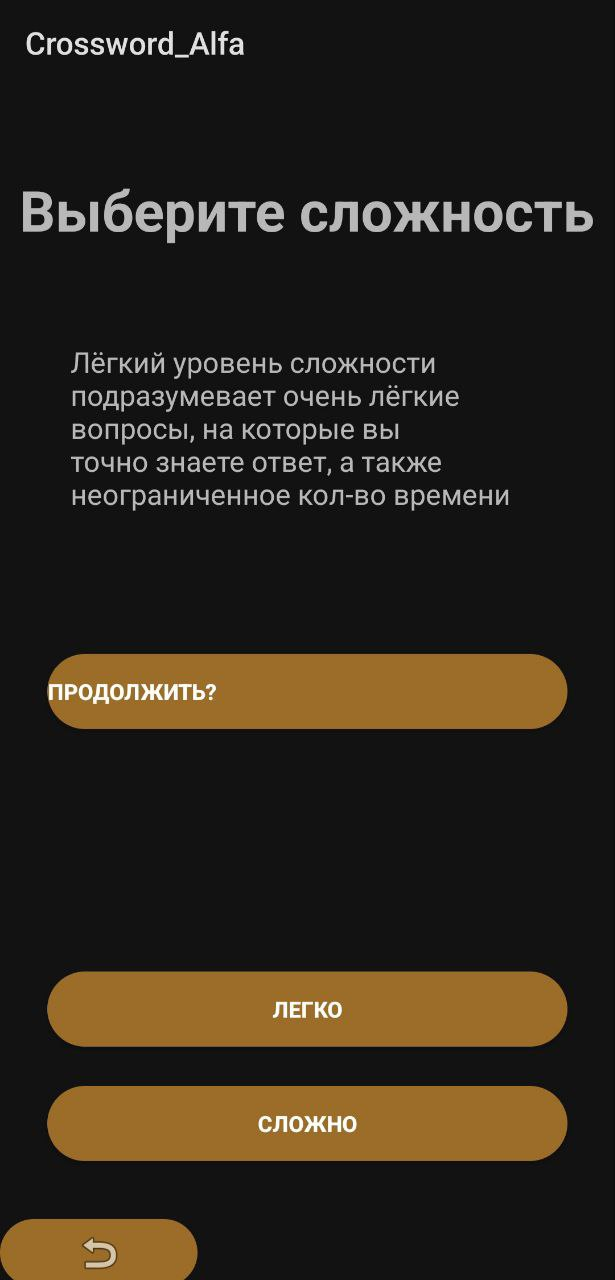 Crossword_Alfa
Выберите сложность
Лёгкий уровень сложности
подразумевает очень лёгкие
вопросы, на которые вы
точно знаете ответ, а также
неограниченное кол-во времени
ПРОДОЛЖИТЬ?
ЛЕГКО
СЛОЖНО